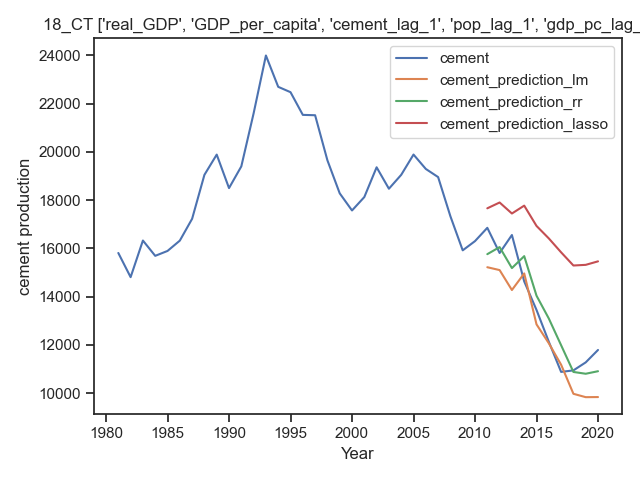 18_CT ['real_GDP', 'GDP_per_capita', 'cement_lag_1', 'pop_lag_1', 'gdp_pc_lag_
cement
cement_prediction_lm
cement_prediction_rr
cement_prediction_lasso
cement production
24000
22000
20000
18000
16000
14000
12000
10000
1980 1985 1990 1995 2000 2005 2010 2015 2020
Year